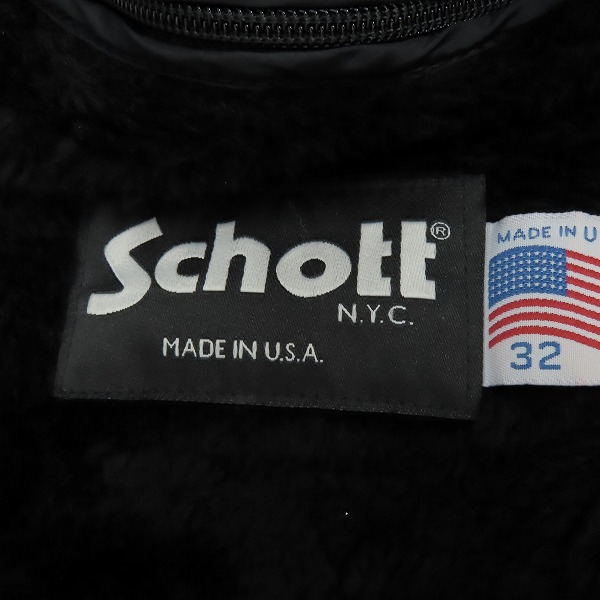 Schott®
N.Y.C.
MADE IN U.S.A.
MADE IN U
32